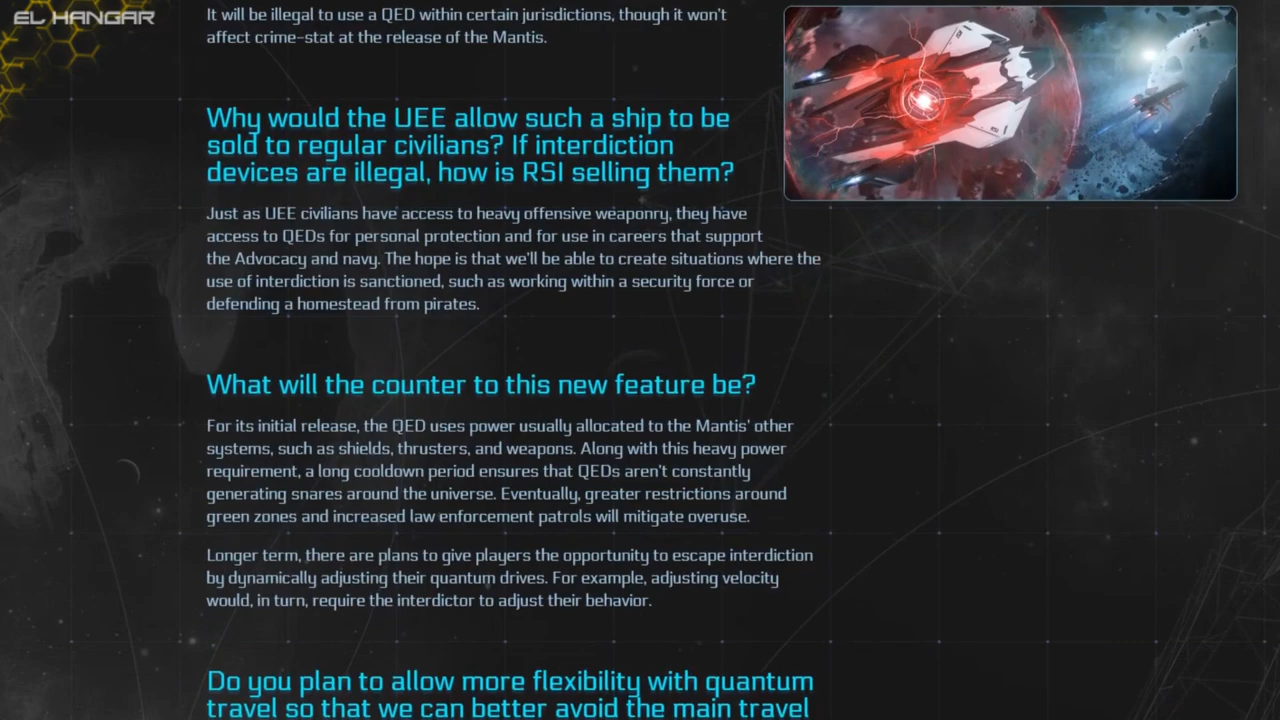 EL HANGAR
It will be illegal to use a QED within certain jurisdictions, though it won't
affect crime-stat at the release of the Mantis.
Why would the UEE allow such a ship to be
sold to regular civilians? If interdiction
devices are illegal, how is RSI selling them?
Just as UEE civilians have access to heavy offensive weaponry, they have
access to QEDs for personal protection and for use in careers that support
the Advocacy and navy. The hope is that we'll be able to create situations where the
use of interdiction is sanctioned, such as working within a security force or
defending a homestead from pirates.
What will the counter to this new feature be?
For its initial release, the QED uses power usually allocated to the Mantis' other
systems, such as shields, thrusters, and weapons. Along with this heavy power
requirement, a long cooldown period ensures that QEDs aren't constantly
generating snares around the universe. Eventually, greater restrictions around
green zones and increased law enforcement patrols will mitigate overuse.
Longer term, there are plans to give players the opportunity to escape interdiction
by dynamically adjusting their quantum drives. For example, adjusting velocity
would, in turn, require the interdictor to adjust their behavior.
Do you plan to allow more flexibility with quantum
travel so that we can better avoid the main travel